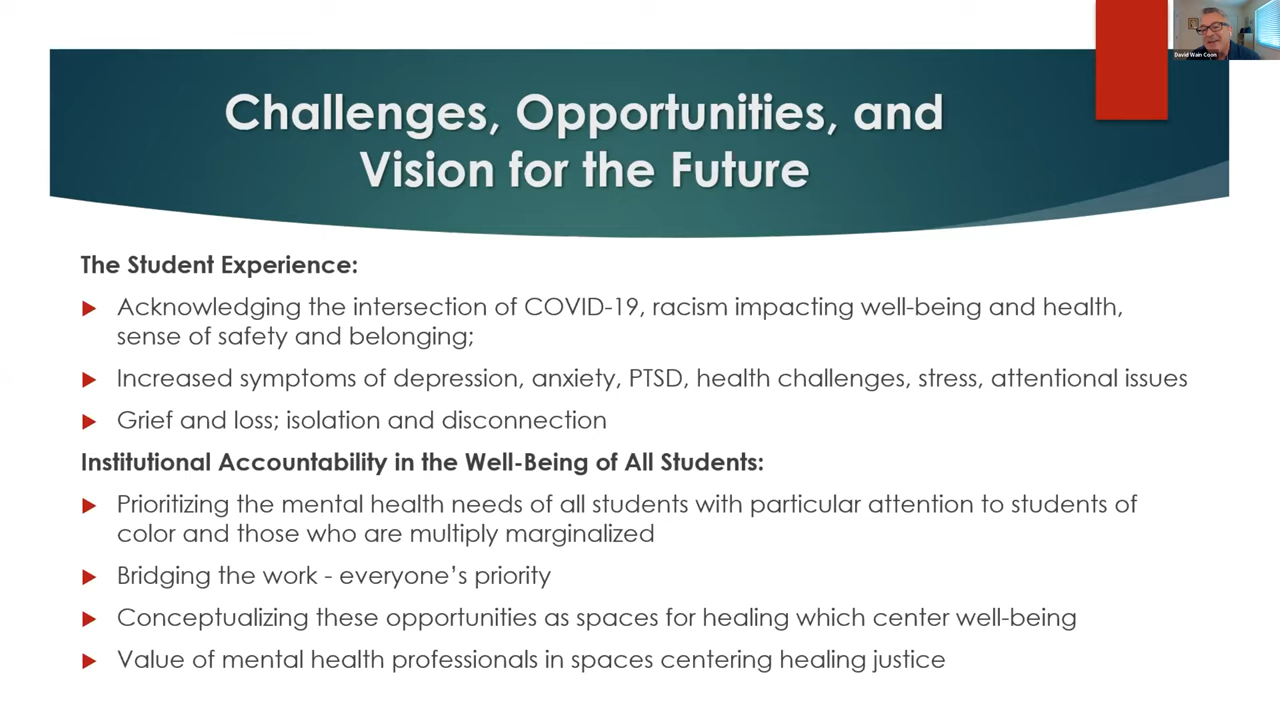 David Wain Coon
Challenges, Opportunities, and
Vision for the Future
The Student Experience:
Acknowledging the intersection of COVID-19, racism impacting well-being and health,
sense of safety and belonging;
Increased symptoms of depression, anxiety, PTSD, health challenges, stress, attentional issues
Grief and loss; isolation and disconnection
Institutional Accountability in the Well-Being of All Students:
Prioritizing the mental health needs of all students with particular attention to students of
color and those who are multiply marginalized
Bridging the work - everyone’s priority
Conceptualizing these opportunities as spaces for healing which center well-being
Value of mental health professionals in spaces centering healing justice